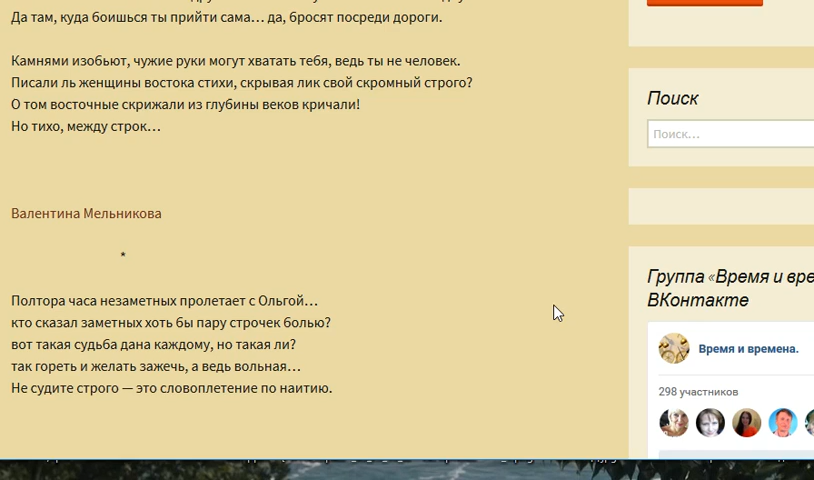 Да там, куда боишься ты прийти сама… да, бросят посреди дороги.
Камнями изобьют, чужие руки могут хватать тебя, ведь ты не человек.
Писали ль женщины востока стихи, скрывая лик свой скромный строго?
О том восточные скрижали из глубины веков кричали!
Но тихо, между строк…
Валентина Мельникова
*
Полтора часа незаметных пролетает с Ольгой…
кто сказал заметных хоть бы пару строчек болью?
вот такая судьба дана каждому, но такая ли?
так гореть и желать зажечь, а ведь вольная…
Не судите строго — это словоплетение по наитию.
Поиск
Поиск…
Группа «Время и вре
ВКонтакте
Время и времена.
298 участников